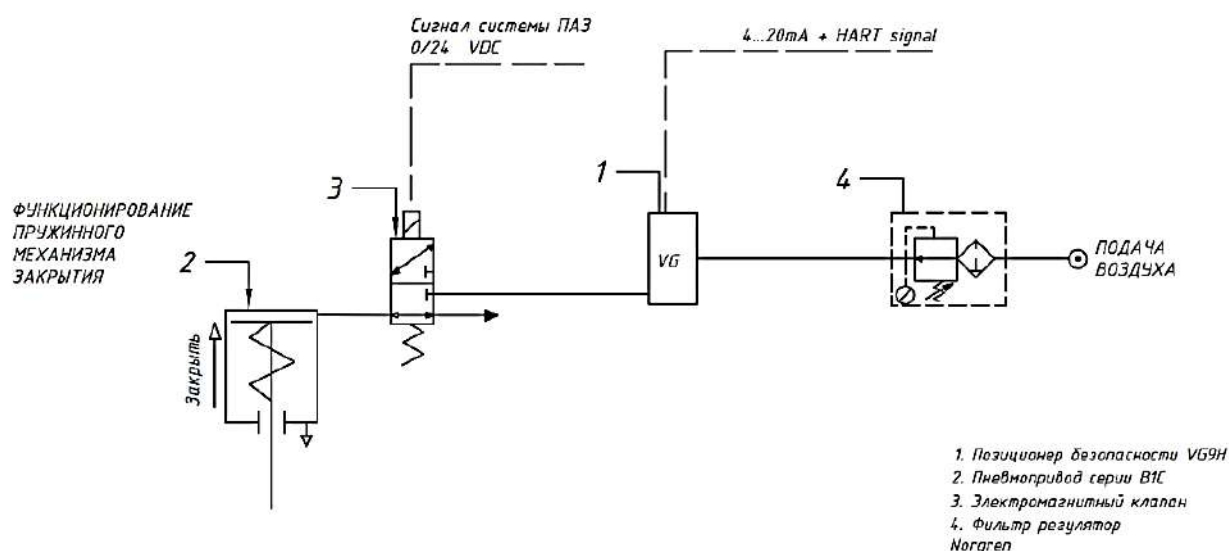 Сигнал системы ПАЗ
0/24 VDC
4...20mA + HART signal
3
1
4
ФУНКЦИОНИРОВАНИЕ
ПРУЖИННОГО
МЕХАНИЗМА
ЗАКРЫТИЯ
2
VG
ПОДАЧА
ВОЗДУХА
Закрыть
1. Позиционер безопасности VG9H
2. Пневмопривод серии B1C
3. Электромагнитный клапан
4. Фильтр регулятор
Norgren